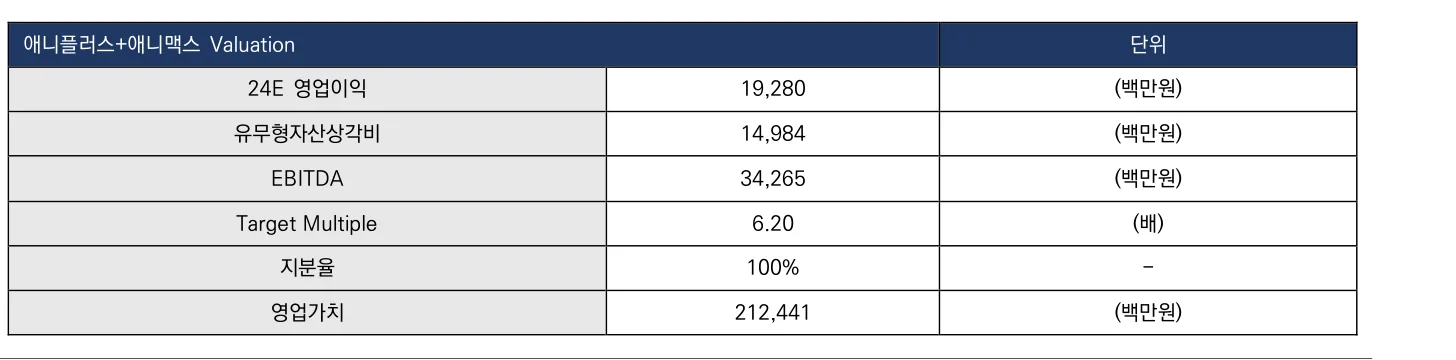 애니플러스+애니맥스 Valuation 단위
24E 영업이익 19,280 (백만원)
유무형자산상각비 14,984 (백만원)
EBITDA 34,265 (백만원)
Target Multiple 6.20 (배)
지분율 100% -
영업가치 212,441 (백만원)